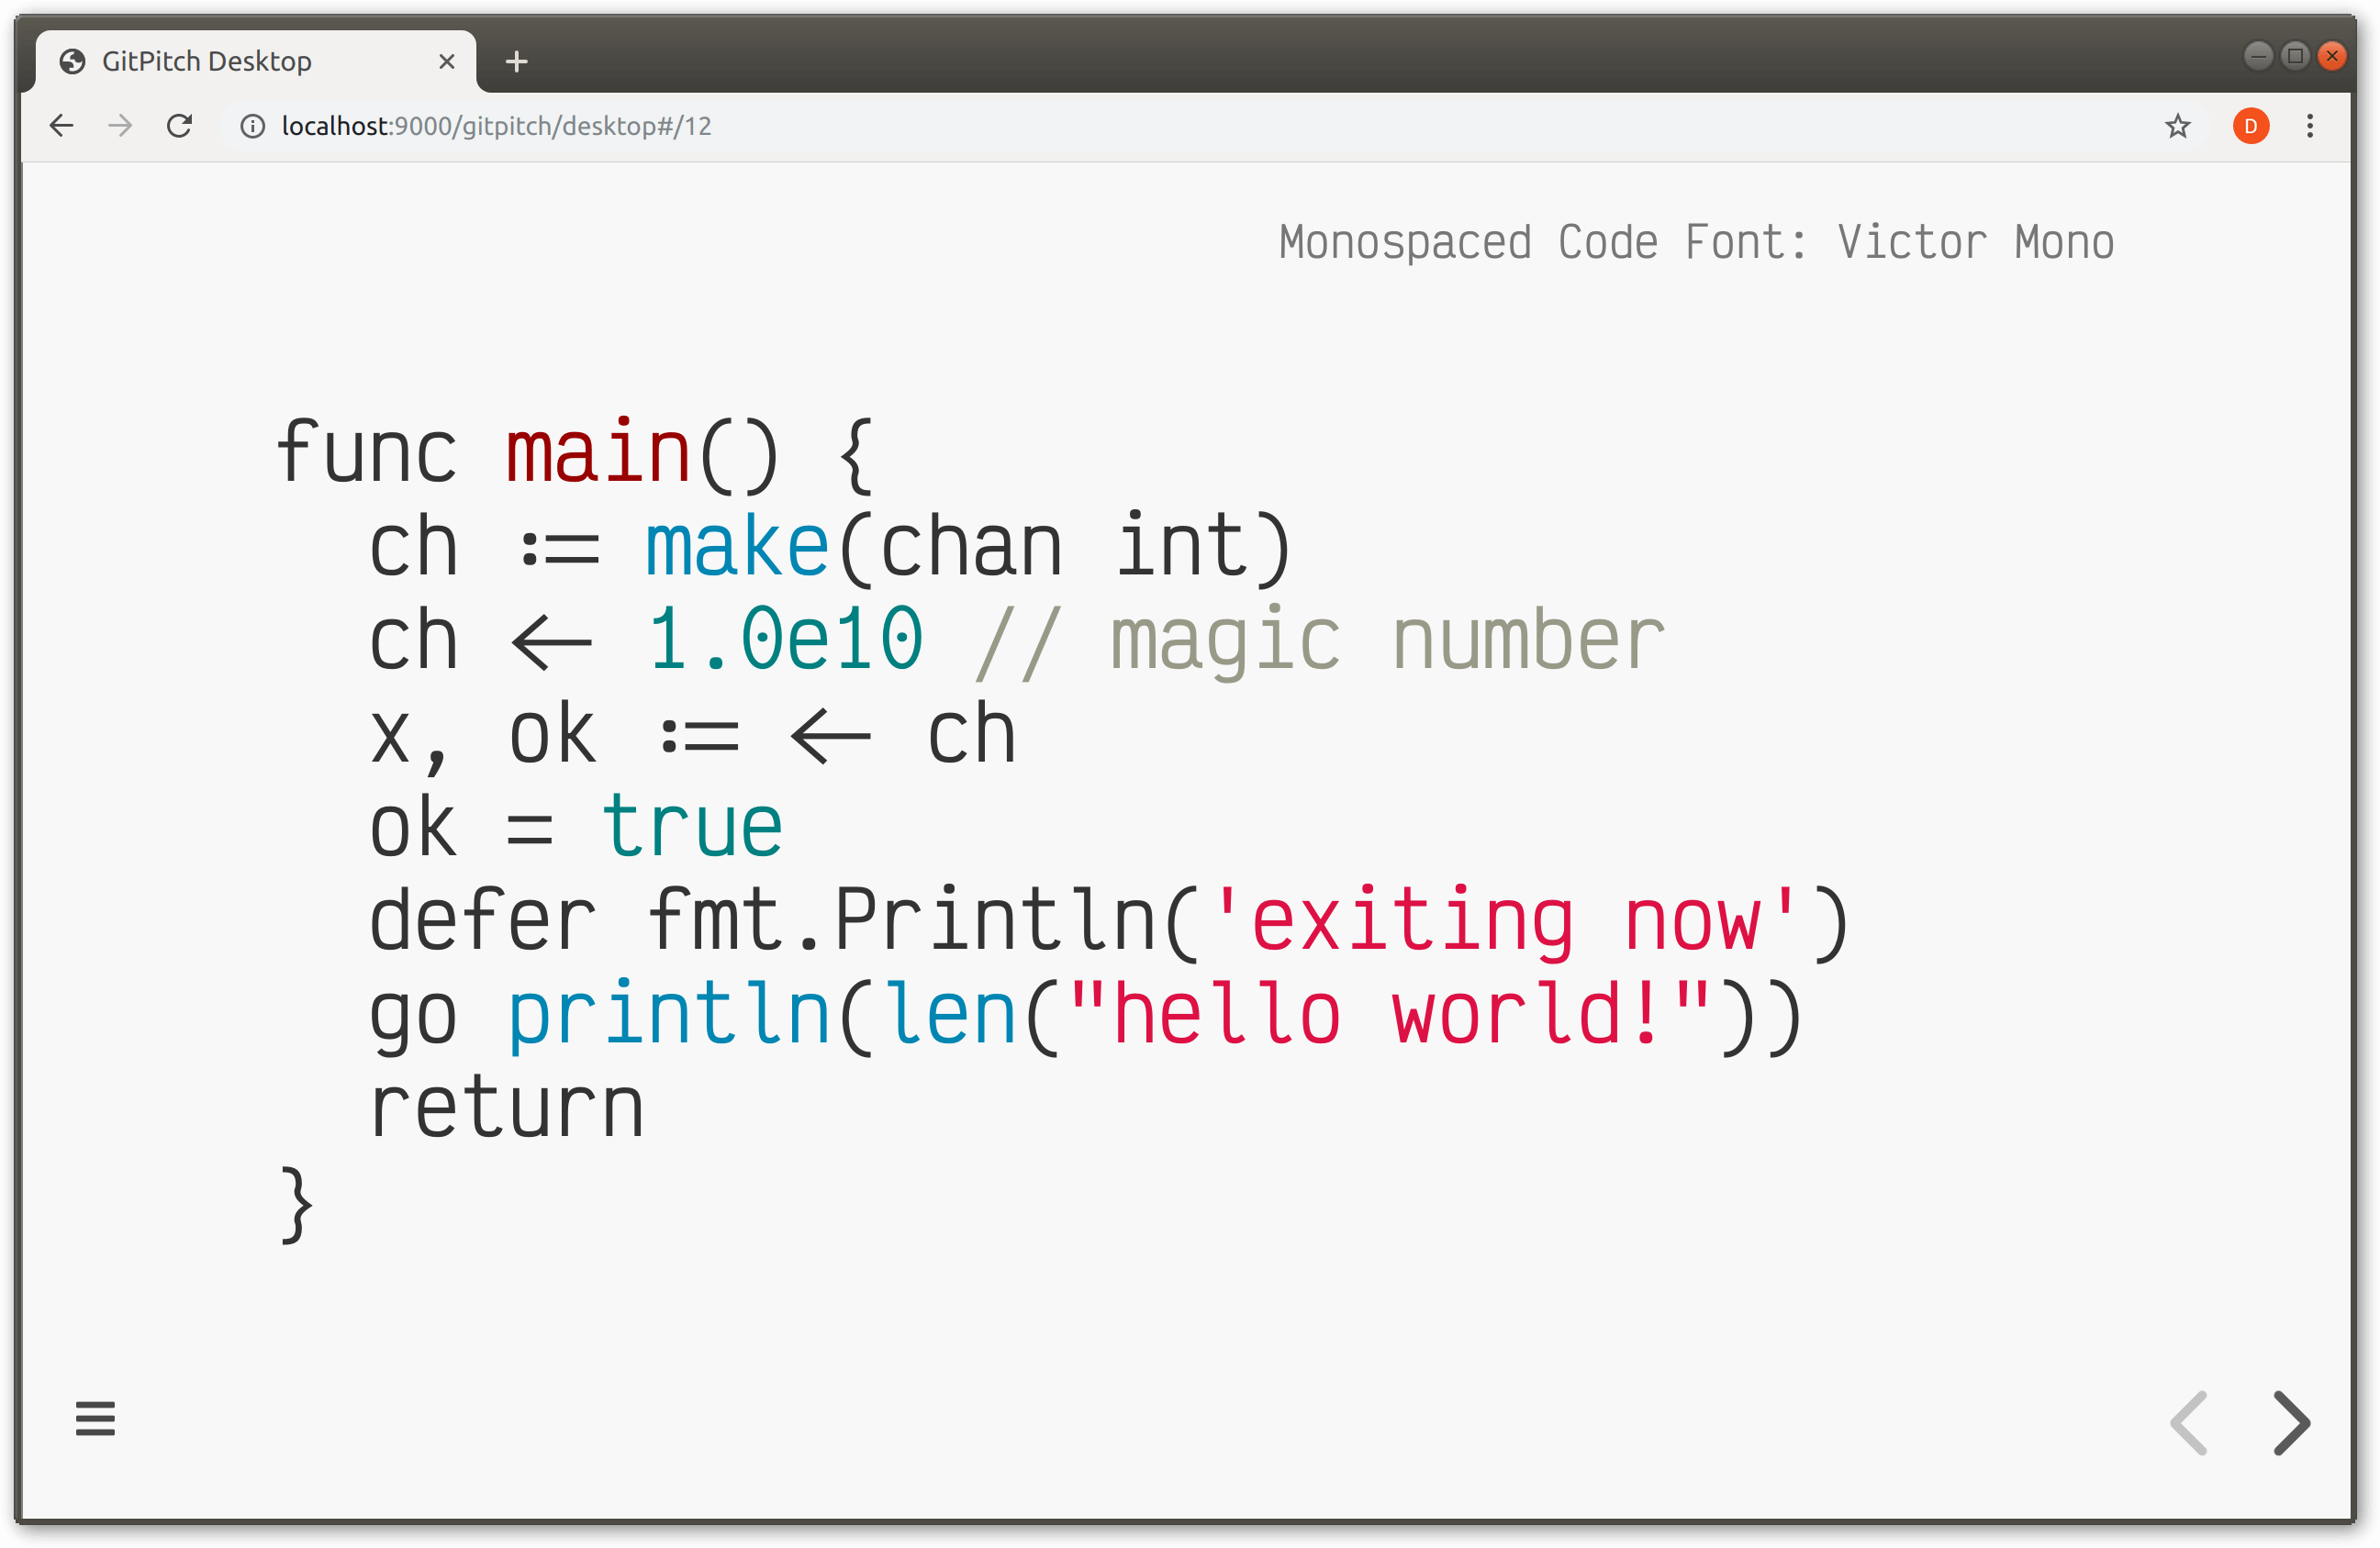 GitPitch Desktop
localhost:9000/gitpitch/desktop#/12
D
Monospaced Code Font: Victor Mono
func main() {
  ch := make(chan int)
  ch <- 1.0e10 // magic number
  x, ok := <- ch
  ok = true
  defer fmt.Println('exiting now')
  go println(len("hello world!"))
  return
}